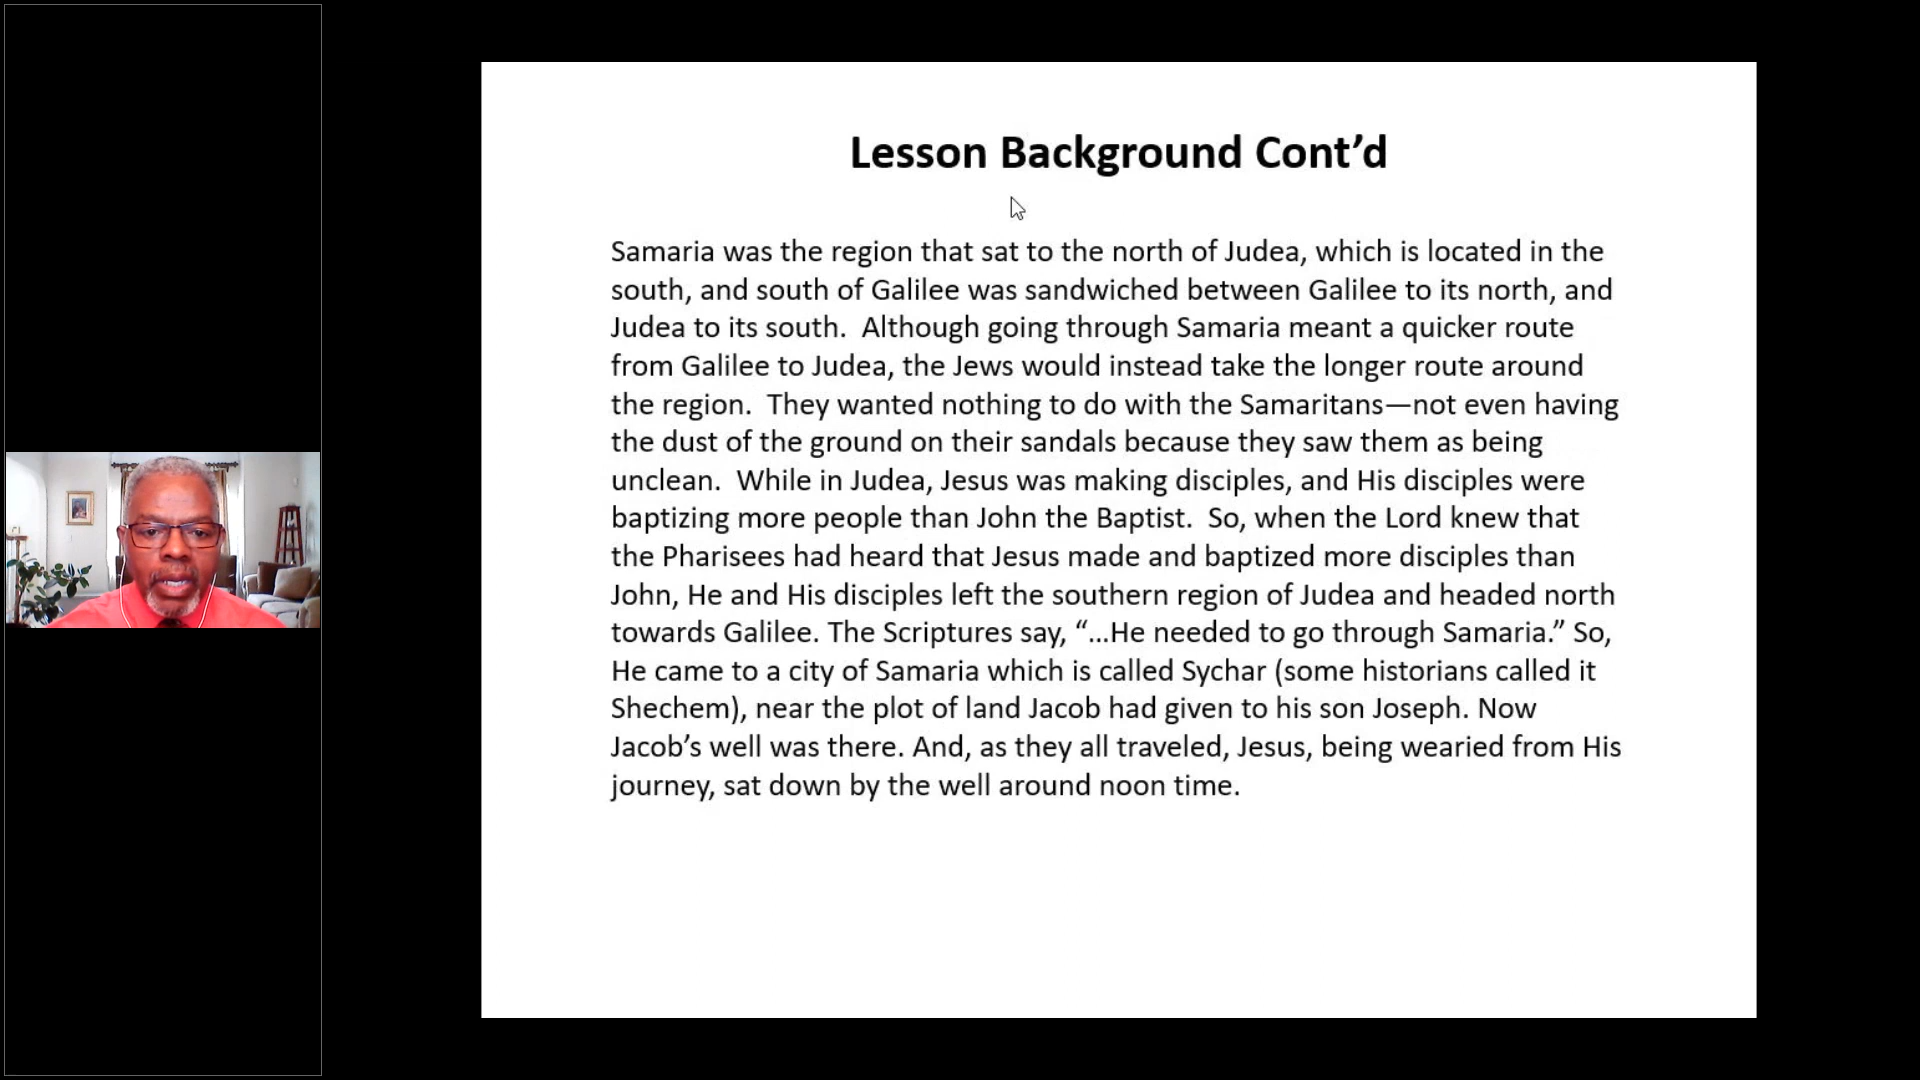 Lesson Background Cont’d
Samaria was the region that sat to the north of Judea, which is located in the
south, and south of Galilee was sandwiched between Galilee to its north, and
Judea to its south.  Although going through Samaria meant a quicker route
from Galilee to Judea, the Jews would instead take the longer route around
the region.  They wanted nothing to do with the Samaritans—not even having
the dust of the ground on their sandals because they saw them as being
unclean.  While in Judea, Jesus was making disciples, and His disciples were
baptizing more people than John the Baptist.  So, when the Lord knew that
the Pharisees had heard that Jesus made and baptized more disciples than
John, He and His disciples left the southern region of Judea and headed north
towards Galilee. The Scriptures say, “…He needed to go through Samaria.” So,
He came to a city of Samaria which is called Sychar (some historians called it
Shechem), near the plot of land Jacob had given to his son Joseph. Now
Jacob’s well was there. And, as they all traveled, Jesus, being wearied from His
journey, sat down by the well around noon time.